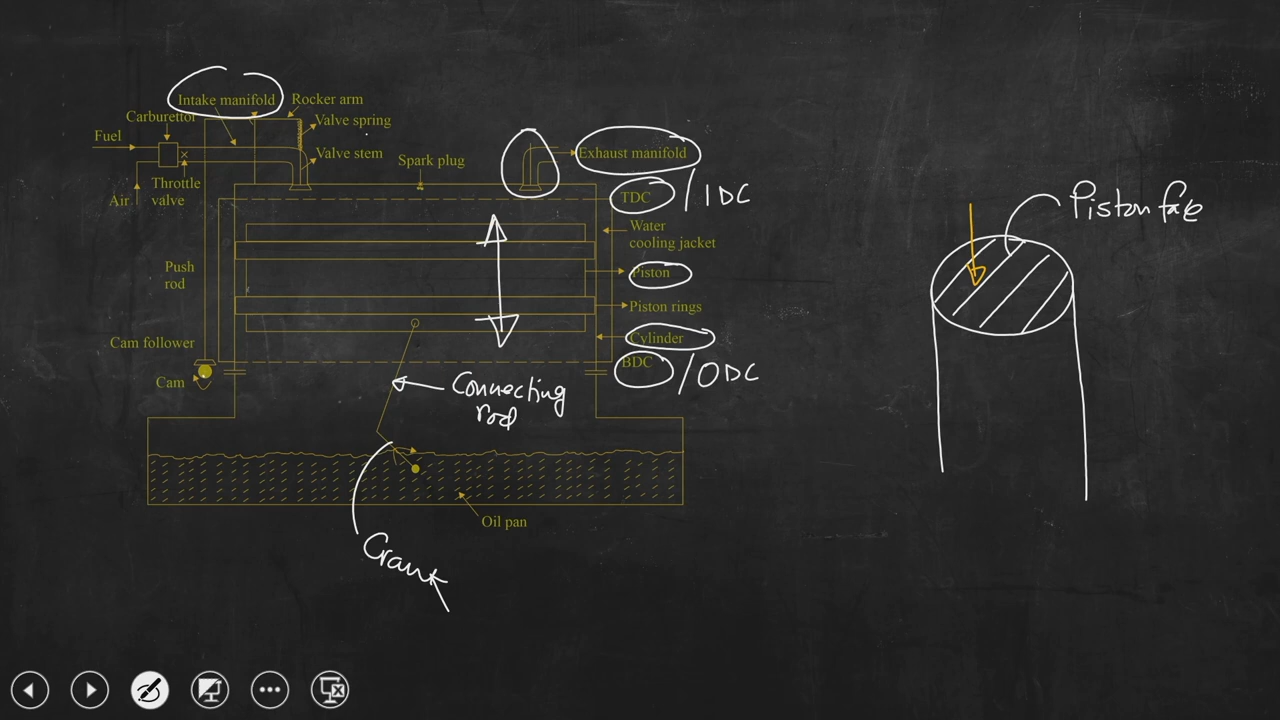 Intake manifold
Rocker arm
Carburettor
Valve spring
Fuel
Valve stem
Spark plug
Exhaust manifold
Throttle
valve
Air
TDC / IDC
Piston face
Water
cooling jacket
Push
rod
Piston
Piston rings
Cam follower
Cylinder
BDC / ODC
Cam
Connecting
rod
Oil pan
Crank